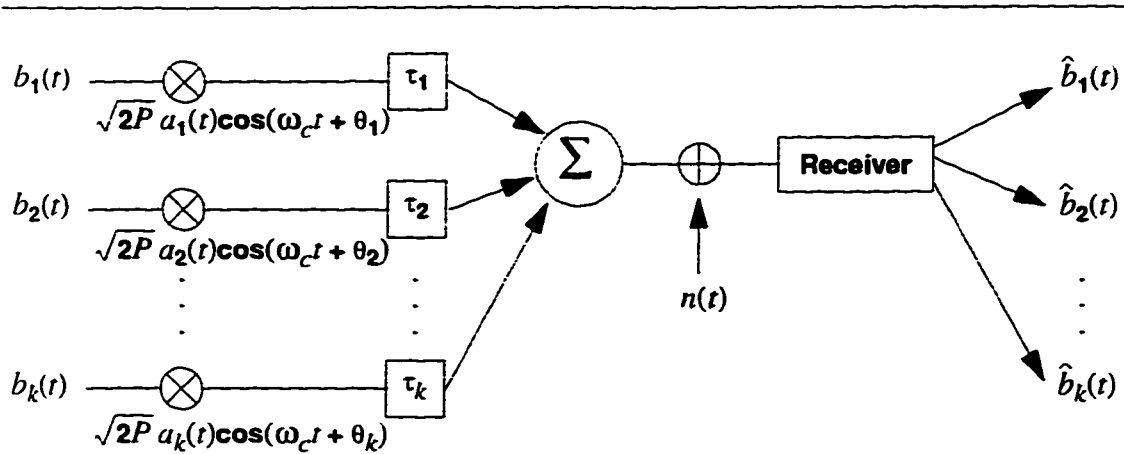 b₁(t)
√2P a₁(t)cos(ω_c t + θ₁)
τ₁
b₂(t)
√2P a₂(t)cos(ω_c t + θ₂)
τ₂
. . .
. . .
b_k(t)
√2P a_k(t)cos(ω_c t + θ_k)
τ_k
Σ
n(t)
Receiver
b̂₁(t)
b̂₂(t)
. . .
b̂_k(t)